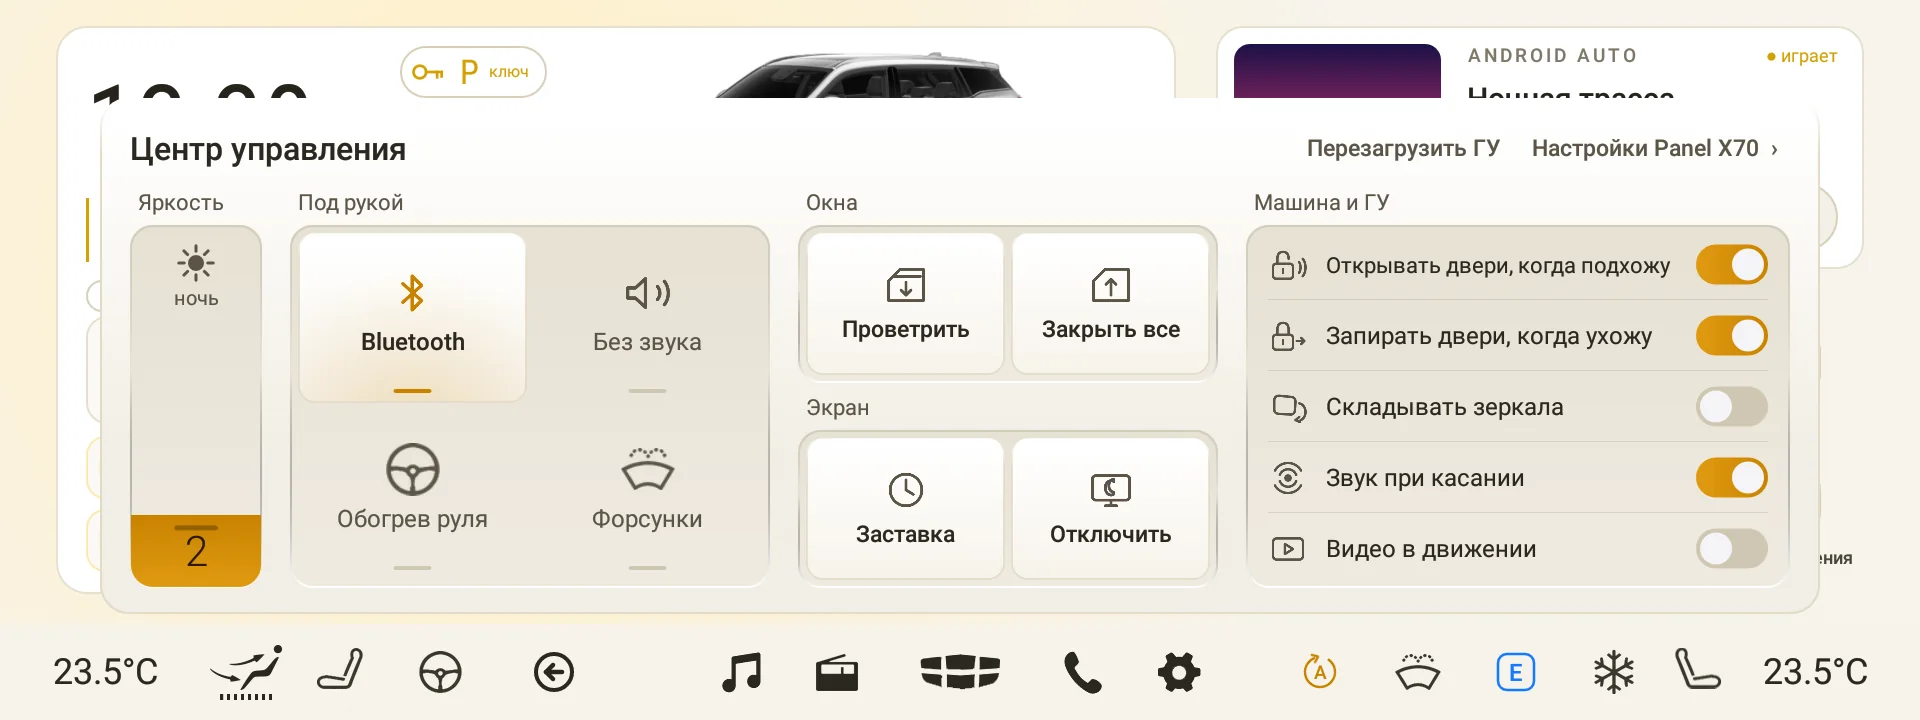 P ключ
ANDROID AUTO
• играет
Центр управления
Перезагрузить ГУ
Настройки Panel X70 ›
Яркость
Под рукой
Окна
Машина и ГУ
ночь
2
Bluetooth
Без звука
Обогрев руля
Форсунки
Проветрить
Закрыть все
Экран
Заставка
Отключить
Открывать двери, когда подхожу
Запирать двери, когда ухожу
Складывать зеркала
Звук при касании
Видео в движении
23.5°C
A
E
23.5°C